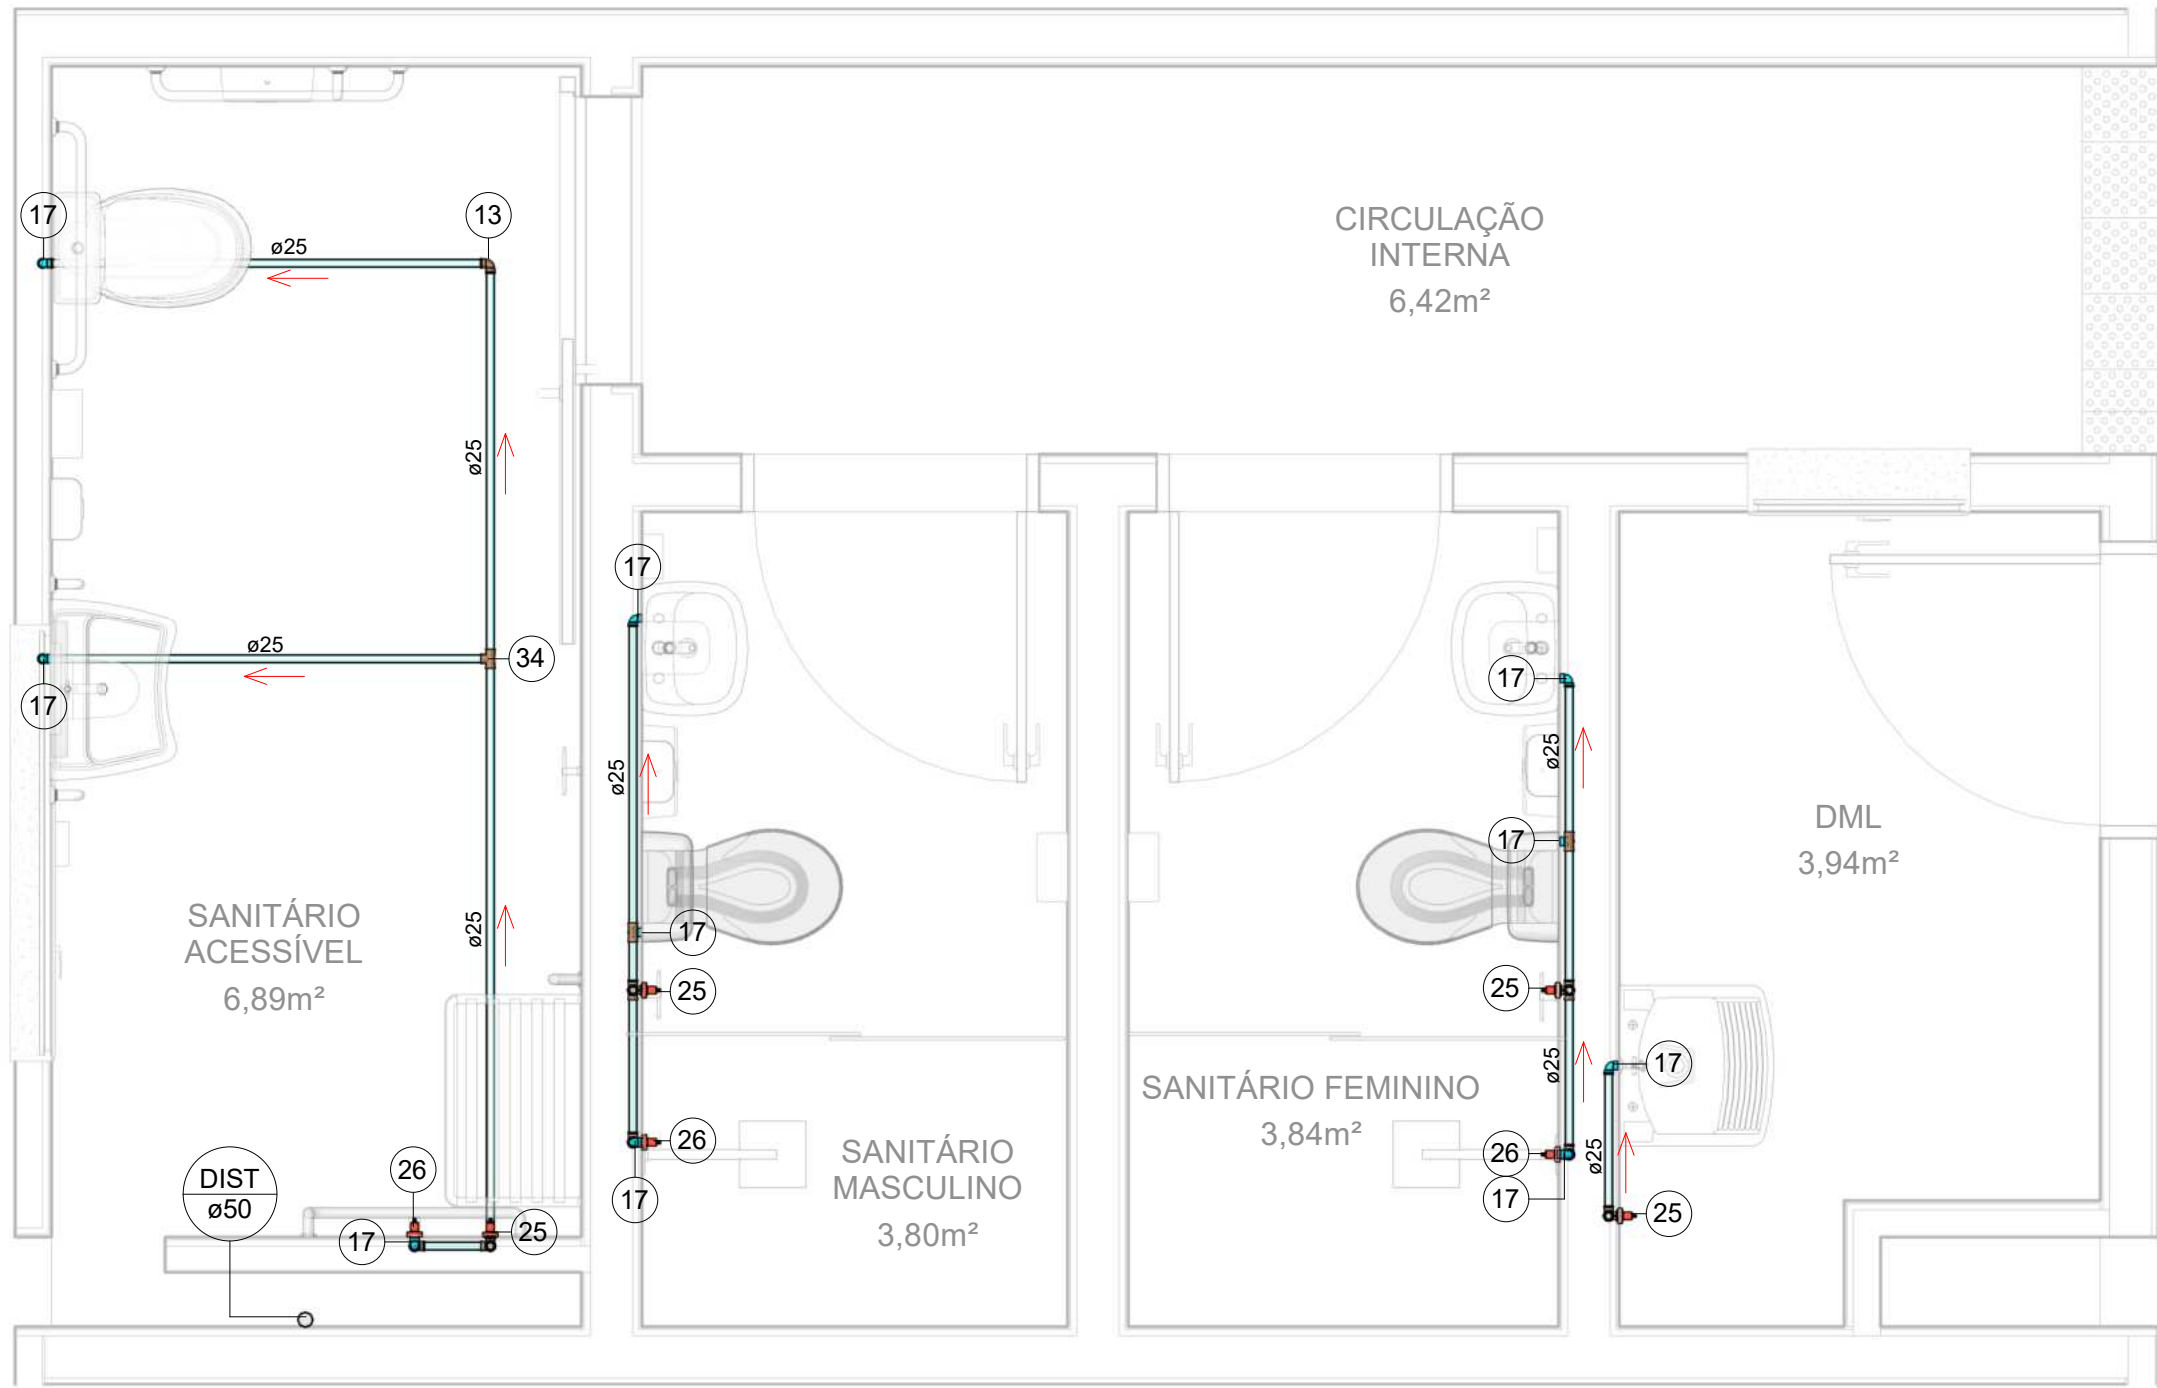 17
13
ø25
CIRCULAÇÃO
INTERNA
6,42m²
ø25
17
ø25
34
17
17
ø25
ø25
17
DML
3,94m²
SANITÁRIO
ACESSÍVEL
6,89m²
ø25
17
25
25
ø25
17
SANITÁRIO FEMININO
3,84m²
26
17
SANITÁRIO
MASCULINO
3,80m²
26
17
ø25
25
DIST
ø50
26
17
25